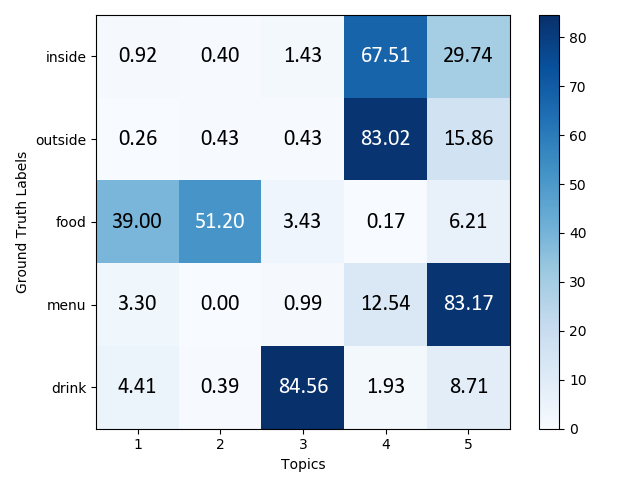 inside 0.92 0.40 1.43 67.51 29.74
outside 0.26 0.43 0.43 83.02 15.86
food 39.00 51.20 3.43 0.17 6.21
menu 3.30 0.00 0.99 12.54 83.17
drink 4.41 0.39 84.56 1.93 8.71
1 2 3 4 5
Topics
Ground Truth Labels
80
70
60
50
40
30
20
10
0